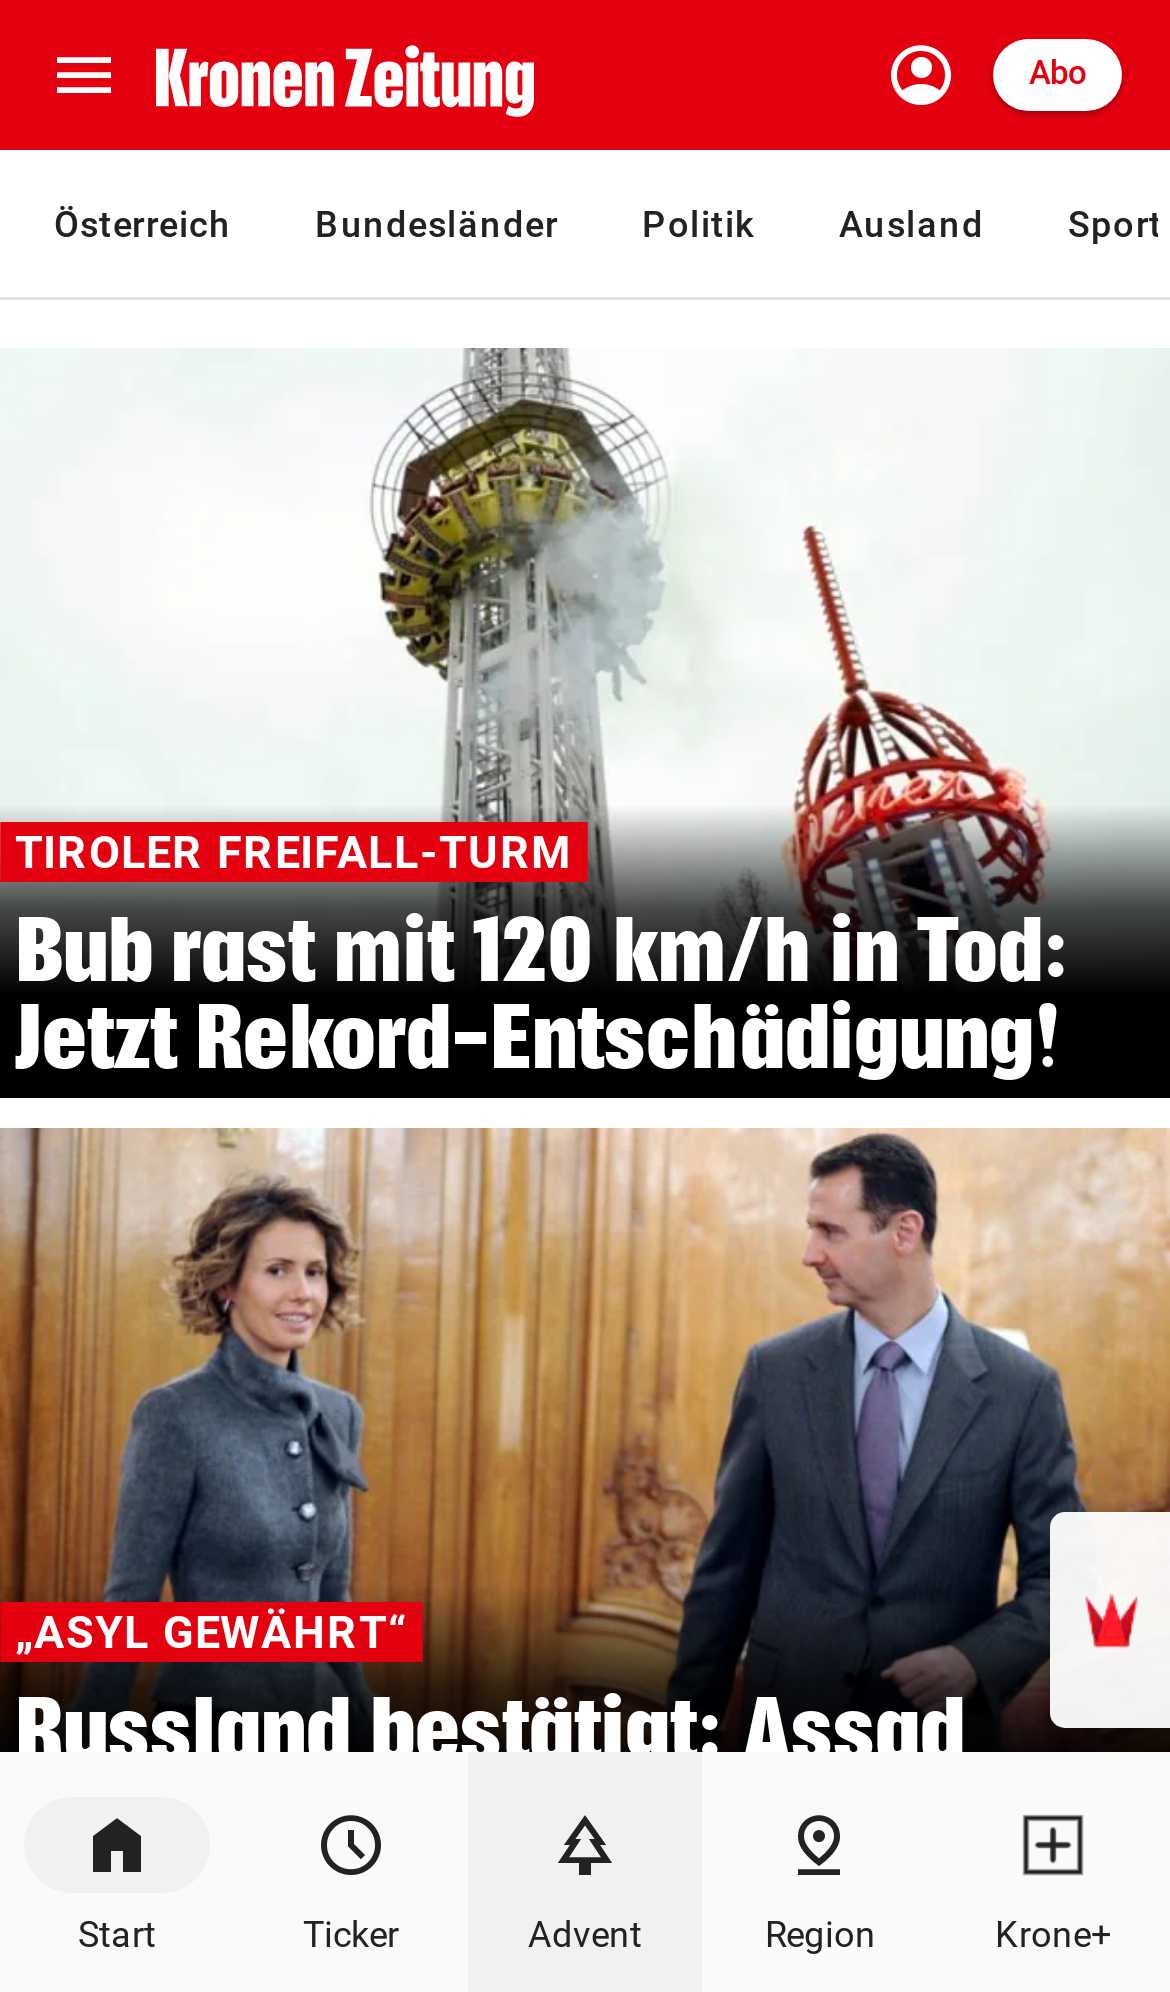 Kronen Zeitung
Abo
Österreich Bundesländer Politik Ausland Sport
Wiener
TIROLER FREIFALL-TURM
Bub rast mit 120 km/h in Tod:
Jetzt Rekord-Entschädigung!
„ASYL GEWÄHRT“
Russland bestätigt: Assad
Start Ticker Advent Region Krone+